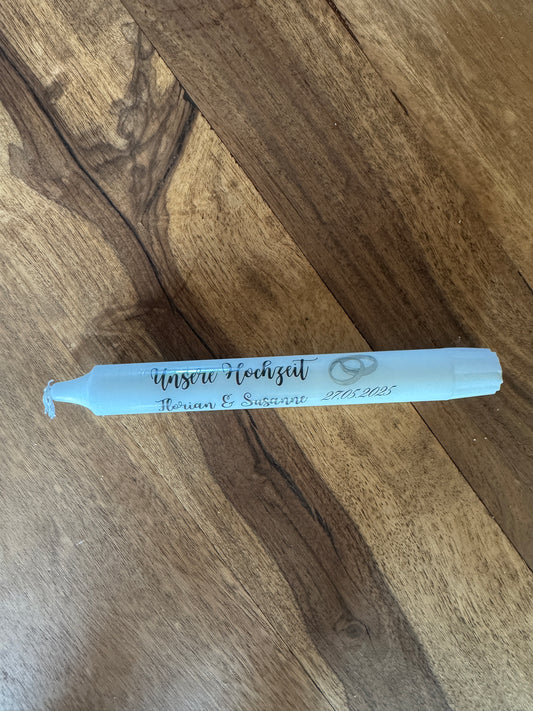 Unsere Hochzeit
Florian & Susanne
27.05.2025